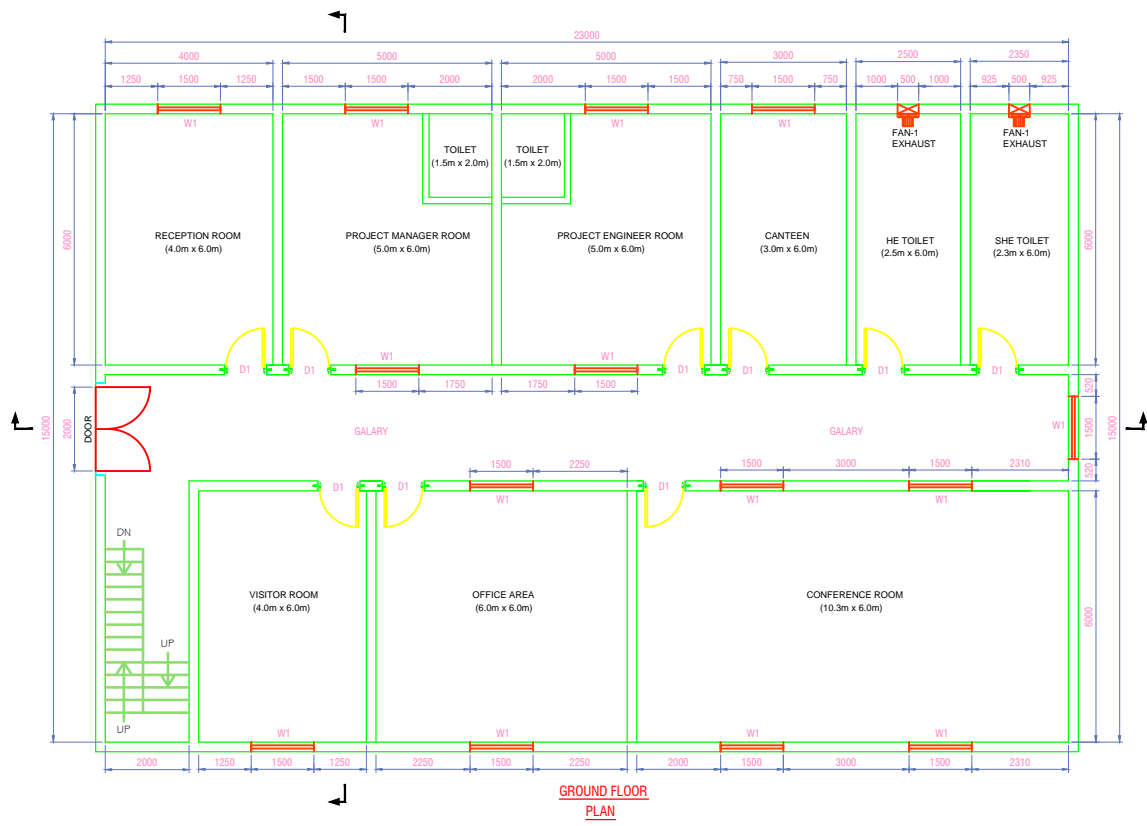 23000
4000 5000 5000 3000 2500 2350
1250 1500 1250 1500 1500 2000 2000 1500 1500 750 1500 750 1000 500 1000 925 500 925
W1 W1 W1 W1
FAN-1
EXHAUST
FAN-1
EXHAUST
TOILET
(1.5m x 2.0m)
TOILET
(1.5m x 2.0m)
6000
RECEPTION ROOM
(4.0m x 6.0m)
PROJECT MANAGER ROOM
(5.0m x 6.0m)
PROJECT ENGINEER ROOM
(5.0m x 6.0m)
CANTEEN
(3.0m x 6.0m)
HE TOILET
(2.5m x 6.0m)
SHE TOILET
(2.3m x 6.0m)
6000
W1 W1
D1 D1 D1 D1 D1 D1
1500 1750 1750 1500
15000
2000
DOOR
GALARY GALARY
W1
520
1500
520
15000
1500 2250 1500 3000 1500 2310
D1 D1 D1
W1 W1 W1
DN
UP
UP
VISITOR ROOM
(4.0m x 6.0m)
OFFICE AREA
(6.0m x 6.0m)
CONFERENCE ROOM
(10.3m x 6.0m)
6000
W1 W1 W1 W1
2000 1250 1500 1250 2250 1500 2250 2000 1500 3000 1500 2310
GROUND FLOOR
PLAN